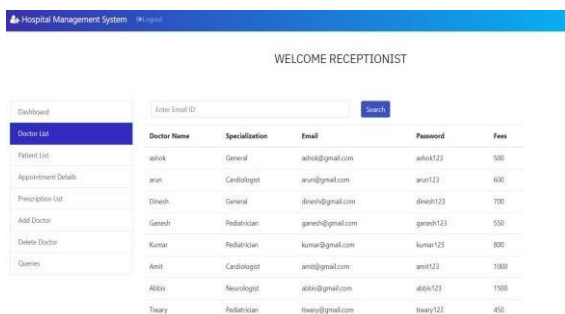 Hospital Management System Logout
WELCOME RECEPTIONIST
Dashboard
Doctor List
Patient List
Appointment Details
Prescription List
Add Doctor
Delete Doctor
Queries
Enter Email ID
Search
Doctor Name Specialization Email Password Fees
ashok General ashok@gmail.com ashok123 500
arun Cardiologist arun@gmail.com arun123 600
Dinesh General dinesh@gmail.com dinesh123 700
Ganesh Pediatrician ganesh@gmail.com ganesh123 550
Kumar Pediatrician kumar@gmail.com kumar123 800
Amit Cardiologist amit@gmail.com amit123 1000
Abbis Neurologist abbis@gmail.com abbis123 1500
Tiwary Pediatrician tiwary@gmail.com tiwary123 450